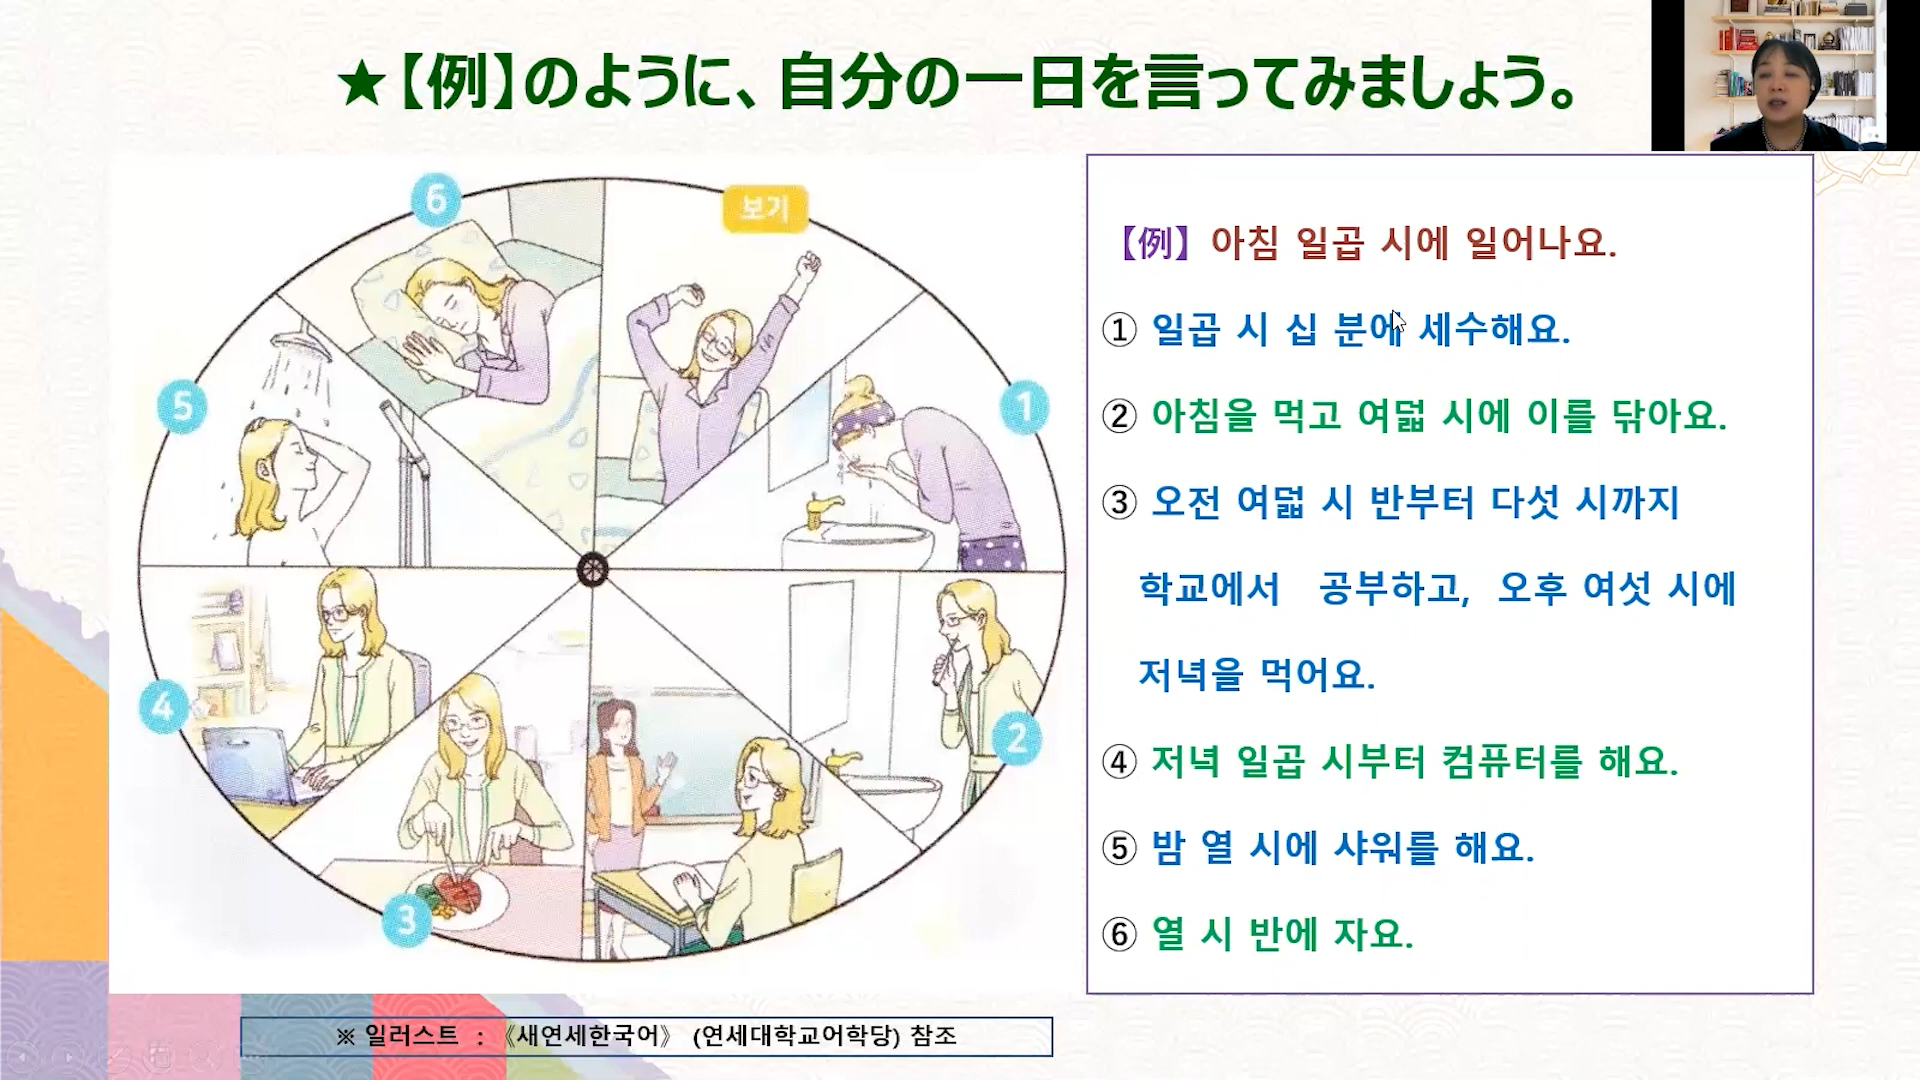 ★【例】のように、自分の一日を言ってみましょう。
6
보기
5
1
4
2
3
【例】 아침 일곱 시에 일어나요.
① 일곱 시 십 분에 세수해요.
② 아침을 먹고 여덟 시에 이를 닦아요.
③ 오전 여덟 시 반부터 다섯 시까지
학교에서 공부하고, 오후 여섯 시에
저녁을 먹어요.
④ 저녁 일곱 시부터 컴퓨터를 해요.
⑤ 밤 열 시에 샤워를 해요.
⑥ 열 시 반에 자요.
※ 일러스트 : 《새연세한국어》 (연세대학교어학당) 참조